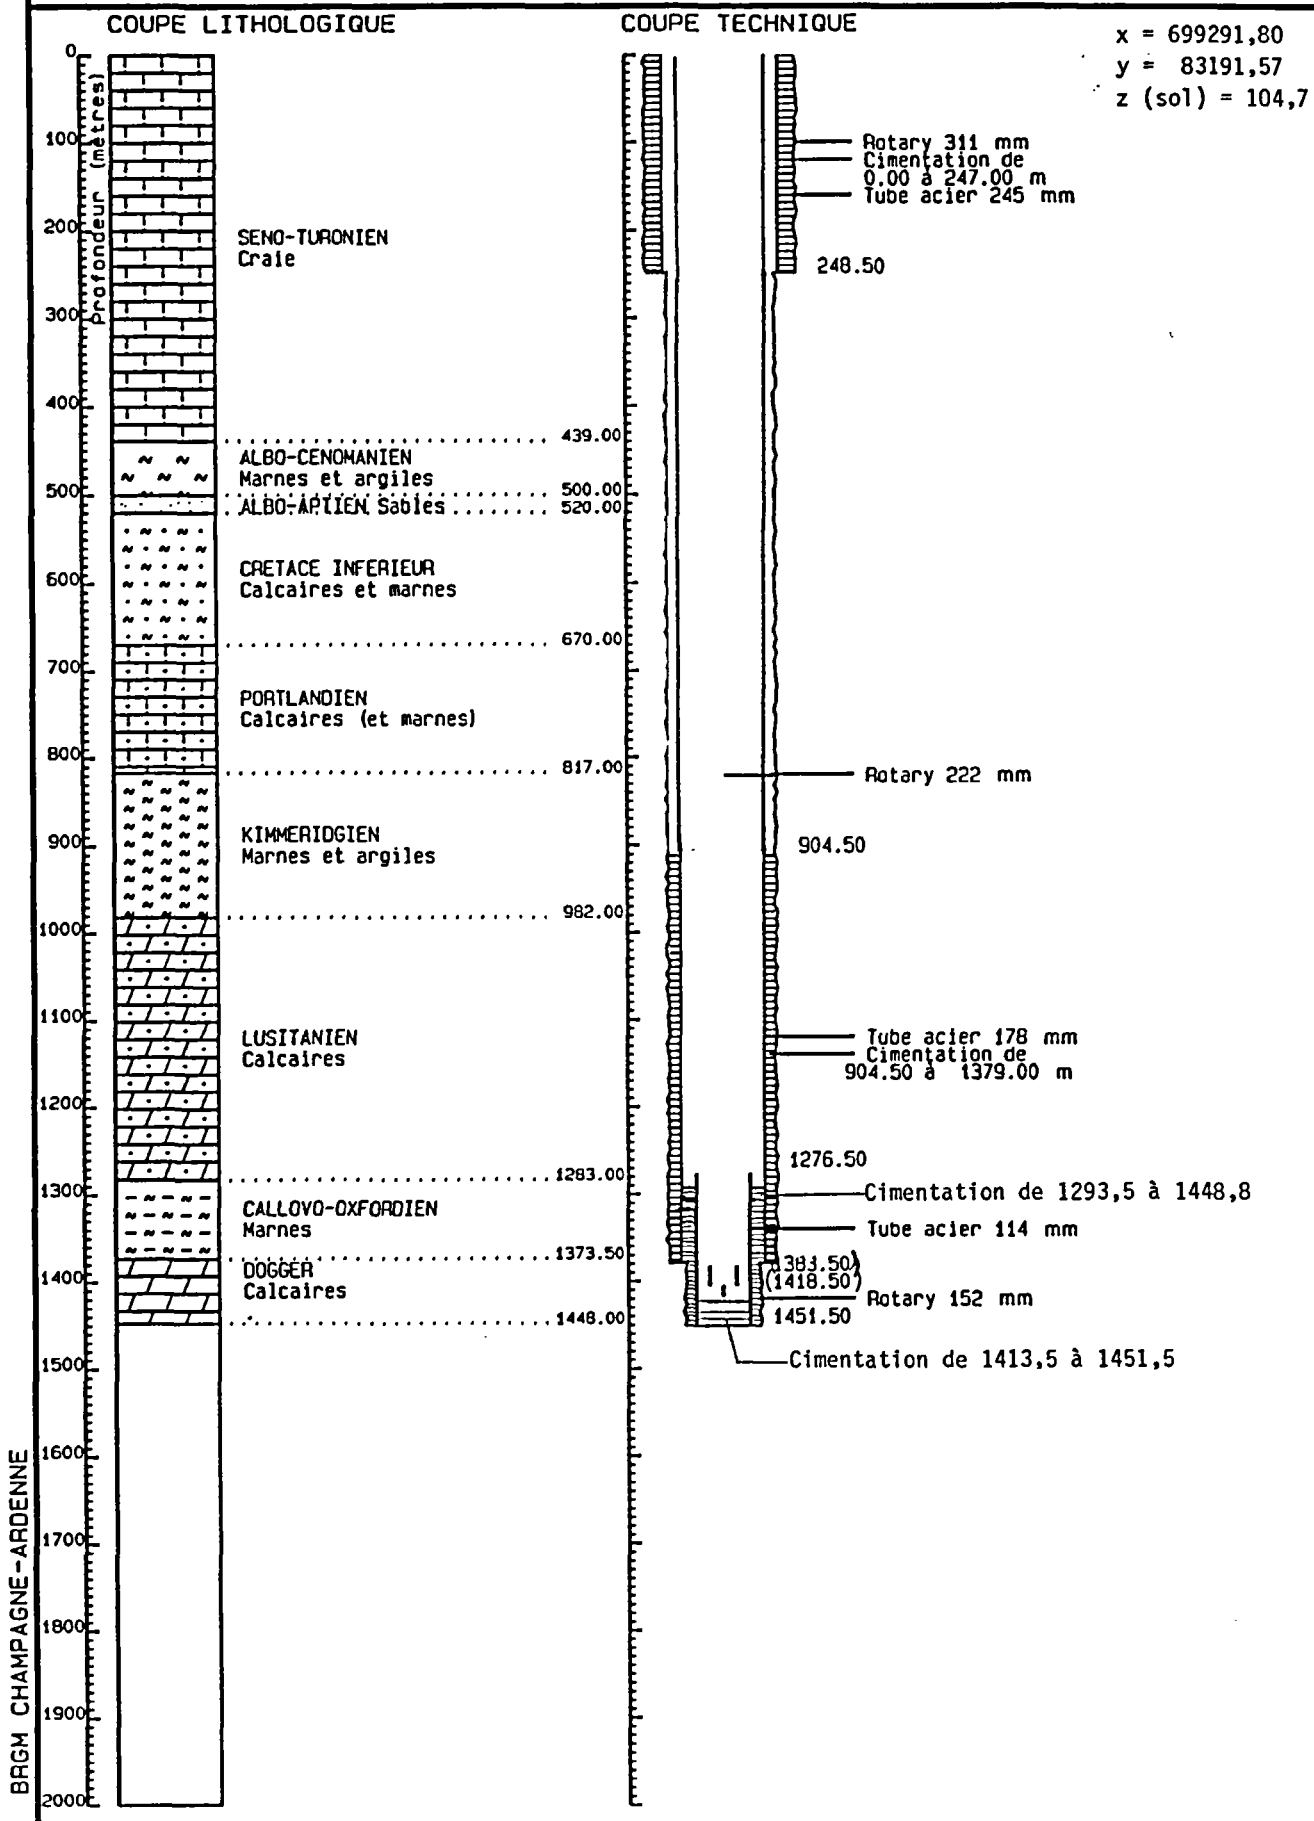 COUPE LITHOLOGIQUE
COUPE TECHNIQUE
x = 699291,80
y = 83191,57
z (sol) = 104,7
Profondeur (mètres)
0
100
200
300
400
500
600
700
800
900
1000
1100
1200
1300
1400
1500
1600
1700
1800
1900
2000
SENO-TURONIEN
Craie
439.00
ALBO-CENOMANIEN
Marnes et argiles
500.00
ALBO-APTIEN Sables
520.00
CRETACE INFERIEUR
Calcaires et marnes
670.00
PORTLANDIEN
Calcaires (et marnes)
817.00
KIMMERIDGIEN
Marnes et argiles
982.00
LUSITANIEN
Calcaires
1283.00
CALLOVO-OXFORDIEN
Marnes
1373.50
DOGGER
Calcaires
1448.00
Rotary 311 mm
Cimentation de
0.00 à 247.00 m
Tube acier 245 mm
248.50
Rotary 222 mm
904.50
Tube acier 178 mm
Cimentation de
904.50 à 1379.00 m
1276.50
Cimentation de 1293,5 à 1448,8
Tube acier 114 mm
(1383.50)
(1418.50)
Rotary 152 mm
1451.50
Cimentation de 1413,5 à 1451,5
BRGM CHAMPAGNE-ARDENNE